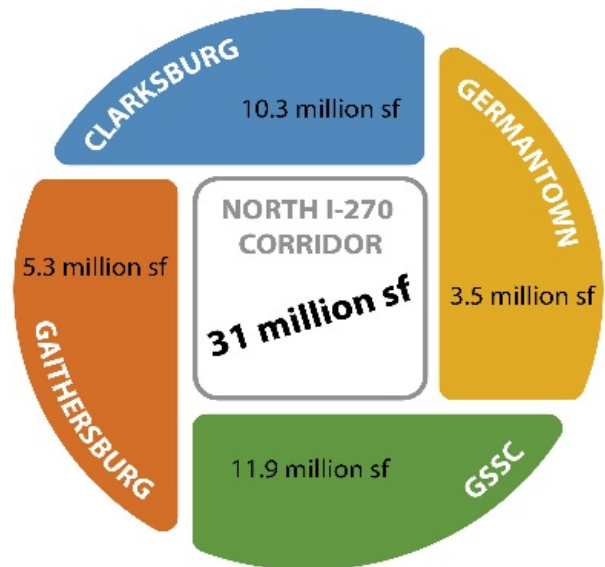 CLARKSBURG
10.3 million sf
GERMANTOWN
3.5 million sf
NORTH I-270
CORRIDOR
31 million sf
5.3 million sf
GAITHERSBURG
11.9 million sf
GSSC